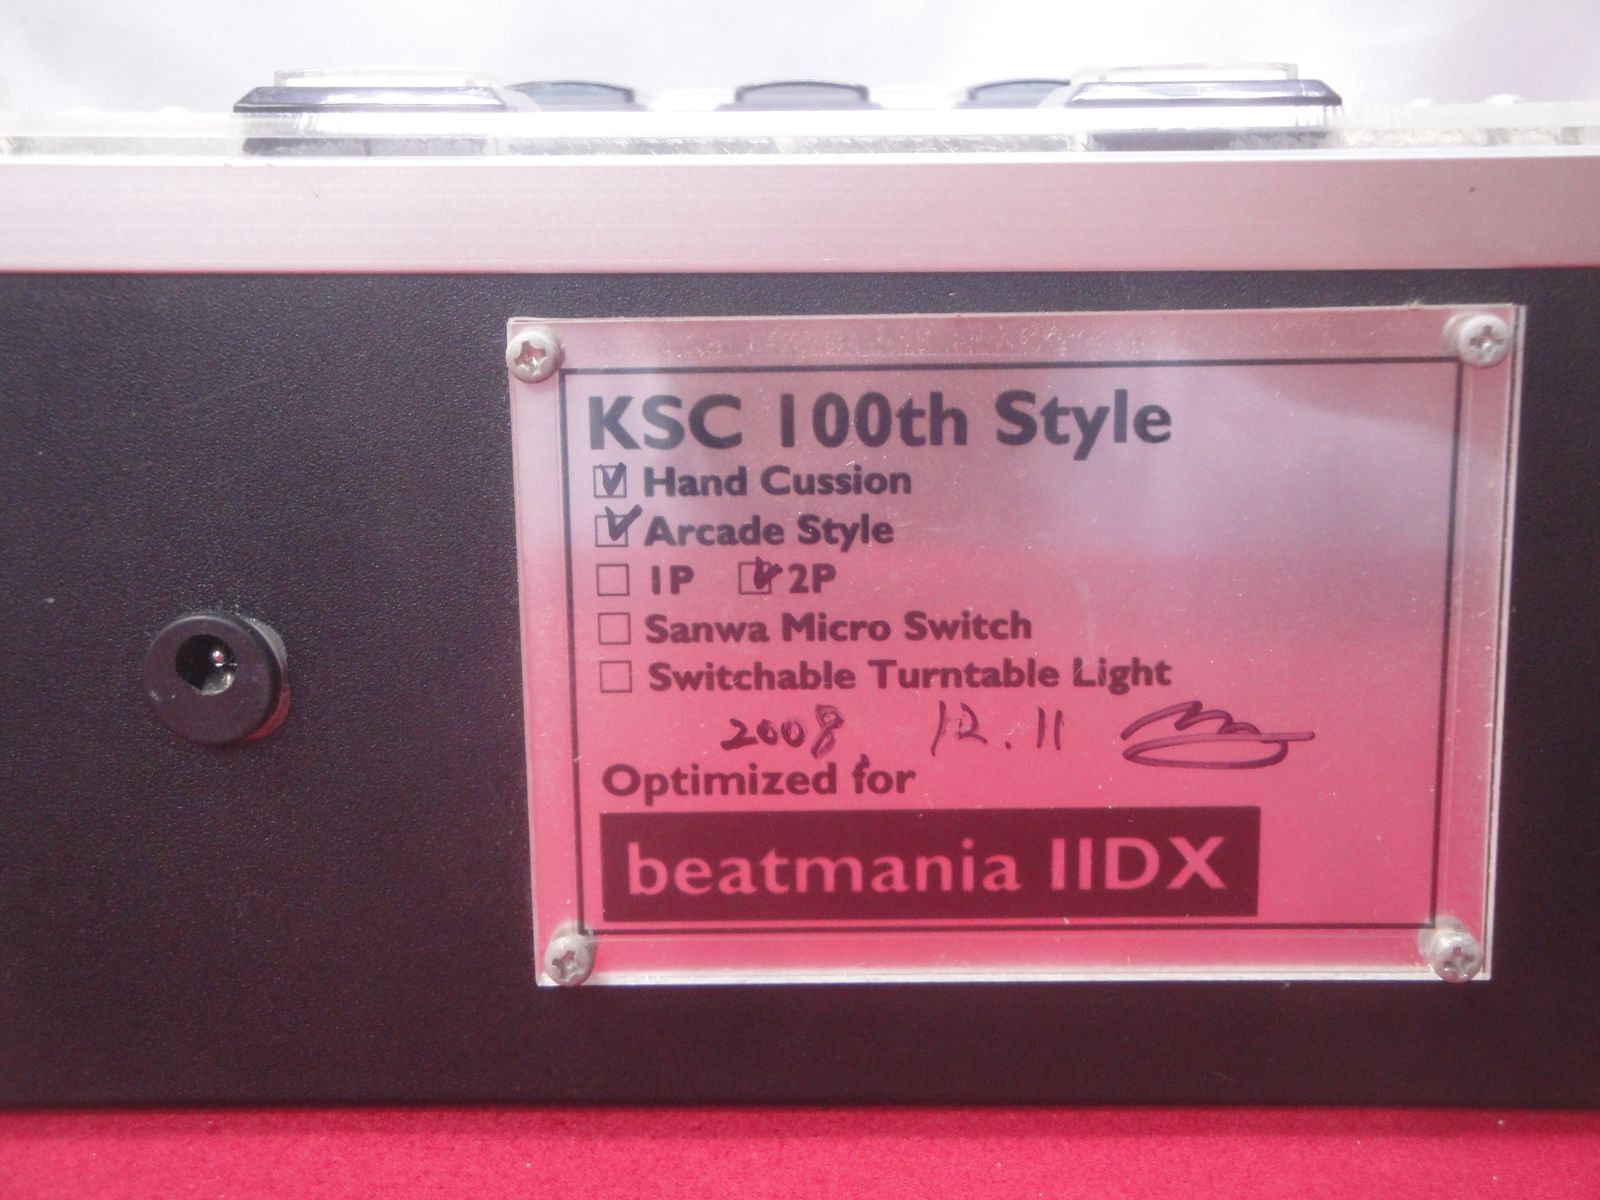 KSC 100th Style
☑ Hand Cussion
☑ Arcade Style
☐ 1P ☑ 2P
☐ Sanwa Micro Switch
☐ Switchable Turntable Light
2008. 12. 11
Optimized for
beatmania IIDX